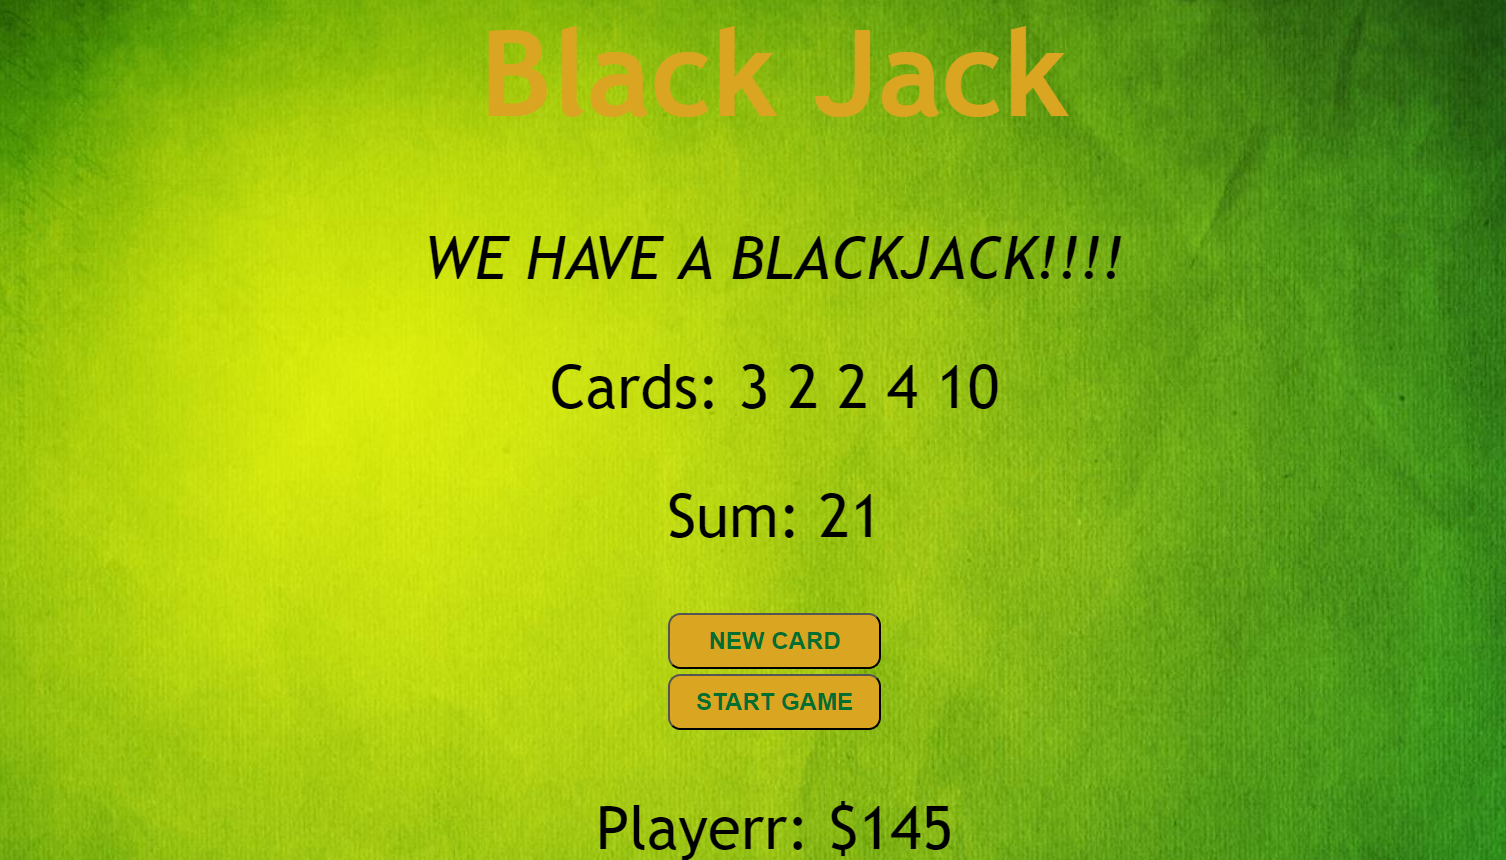 Black Jack
WE HAVE A BLACKJACK!!!!
Cards: 3 2 2 4 10
Sum: 21
NEW CARD
START GAME
Playerr: $145